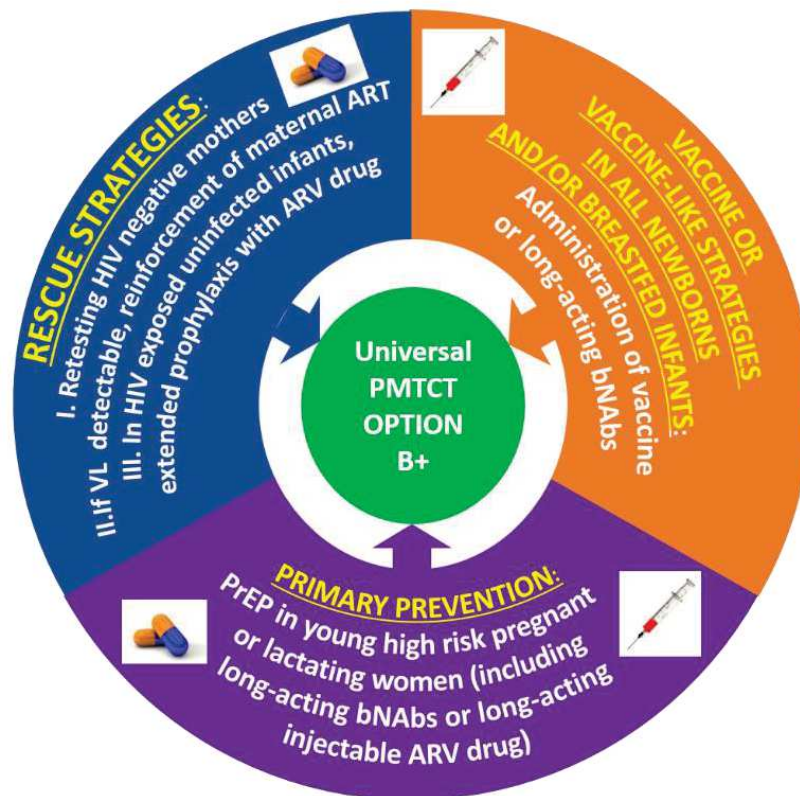 RESCUE STRATEGIES:
I. Retesting HIV negative mothers
II.If VL detectable, reinforcement of maternal ART
III. In HIV exposed uninfected infants,
extended prophylaxis with ARV drug
VACCINE OR
VACCINE-LIKE STRATEGIES
IN ALL NEWBORNS
AND/OR BREASTFED INFANTS:
Administration of vaccine
or long-acting bNAbs
Universal
PMTCT
OPTION
B+
PRIMARY PREVENTION:
PrEP in young high risk pregnant
or lactating women (including
long-acting bNAbs or long-acting
injectable ARV drug)